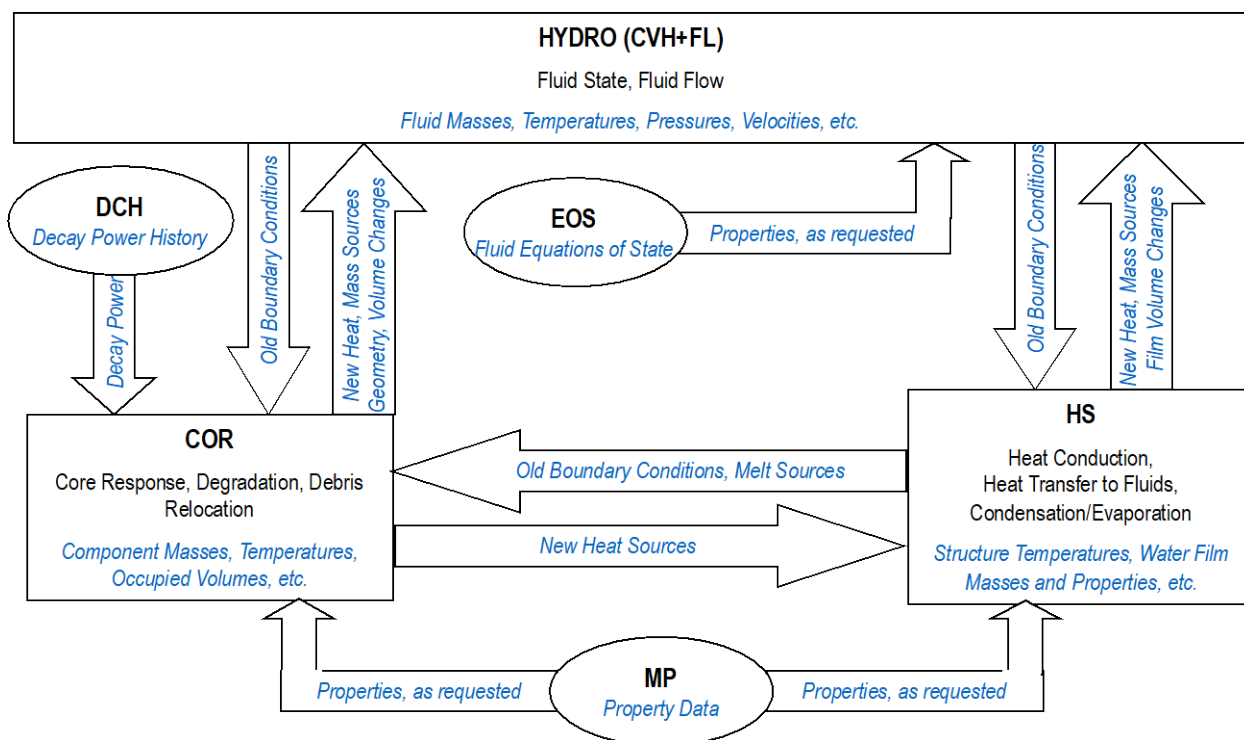 HYDRO (CVH+FL)
Fluid State, Fluid Flow
Fluid Masses, Temperatures, Pressures, Velocities, etc.
DCH
Decay Power History
Decay Power
Old Boundary Conditions
New Heat, Mass Sources
Geometry, Volume Changes
EOS
Fluid Equations of State
Properties, as requested
Old Boundary Conditions
New Heat, Mass Sources
Film Volume Changes
COR
Core Response, Degradation, Debris
Relocation
Component Masses, Temperatures,
Occupied Volumes, etc.
Old Boundary Conditions, Melt Sources
New Heat Sources
HS
Heat Conduction,
Heat Transfer to Fluids,
Condensation/Evaporation
Structure Temperatures, Water Film
Masses and Properties, etc.
Properties, as requested
MP
Property Data
Properties, as requested